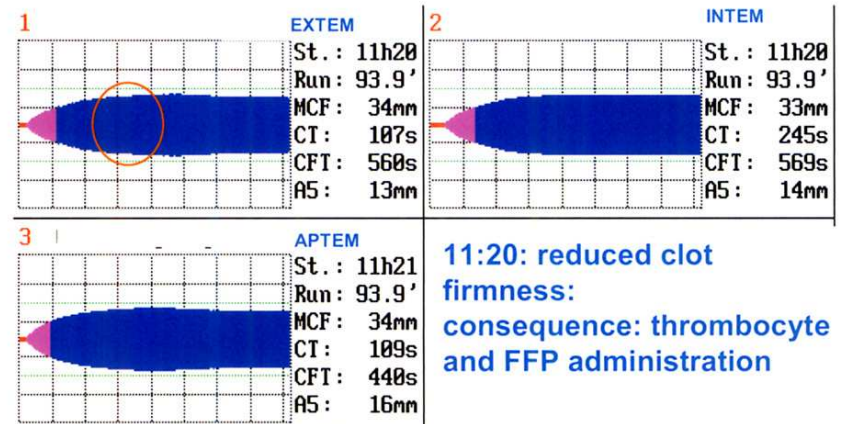 1
EXTEM
St.: 11h20
Run: 93.9'
MCF: 34mm
CT: 107s
CFT: 560s
A5: 13mm
2
INTEM
St.: 11h20
Run: 93.9'
MCF: 33mm
CT: 245s
CFT: 569s
A5: 14mm
3
APTEM
St.: 11h21
Run: 93.9'
MCF: 34mm
CT: 109s
CFT: 440s
A5: 16mm
11:20: reduced clot
firmness:
consequence: thrombocyte
and FFP administration